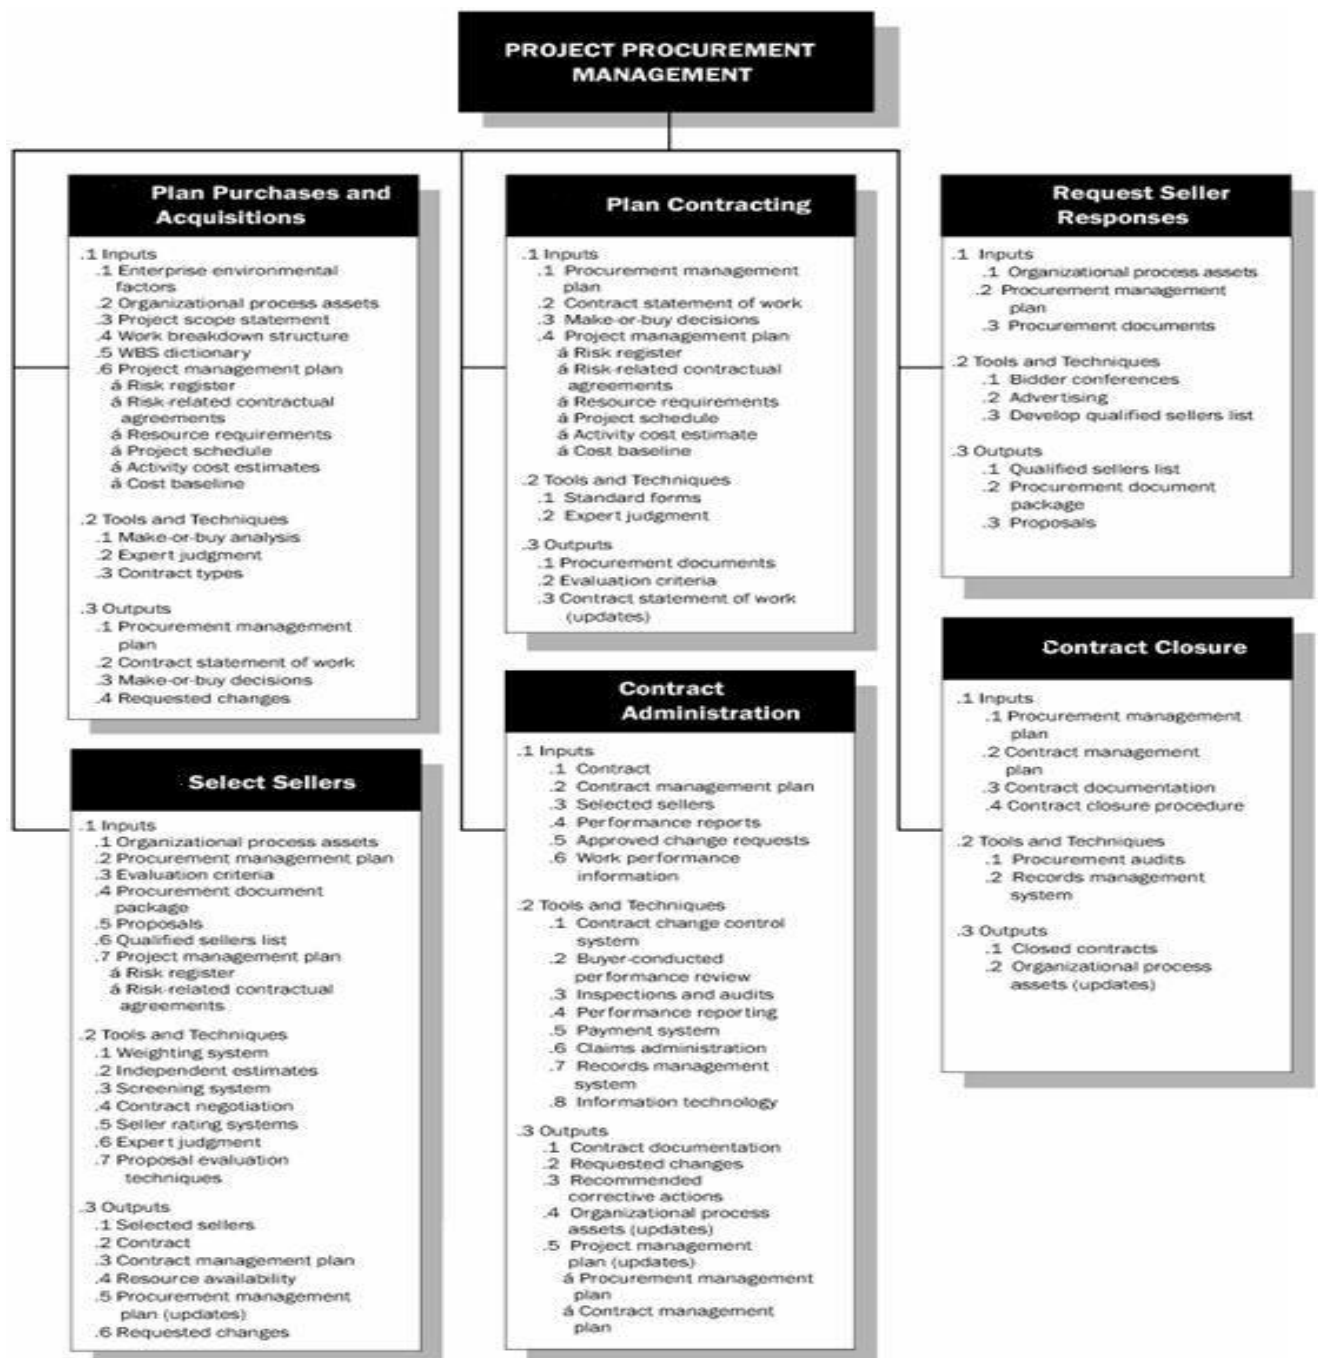 PROJECT PROCUREMENT
MANAGEMENT
Plan Purchases and
Acquisitions
.1 Inputs
.1 Enterprise environmental
factors
.2 Organizational process assets
.3 Project scope statement
.4 Work breakdown structure
.5 WBS dictionary
.6 Project management plan
á Risk register
á Risk-related contractual
agreements
á Resource requirements
á Project schedule
á Activity cost estimates
á Cost baseline
.2 Tools and Techniques
.1 Make-or-buy analysis
.2 Expert judgment
.3 Contract types
.3 Outputs
.1 Procurement management
plan
.2 Contract statement of work
.3 Make-or-buy decisions
.4 Requested changes
Plan Contracting
.1 Inputs
.1 Procurement management
plan
.2 Contract statement of work
.3 Make-or-buy decisions
.4 Project management plan
á Risk register
á Risk-related contractual
agreements
á Resource requirements
á Project schedule
á Activity cost estimate
á Cost baseline
.2 Tools and Techniques
.1 Standard forms
.2 Expert judgment
.3 Outputs
.1 Procurement documents
.2 Evaluation criteria
.3 Contract statement of work
(updates)
Request Seller
Responses
.1 Inputs
.1 Organizational process assets
.2 Procurement management
plan
.3 Procurement documents
.2 Tools and Techniques
.1 Bidder conferences
.2 Advertising
.3 Develop qualified sellers list
.3 Outputs
.1 Qualified sellers list
.2 Procurement document
package
.3 Proposals
Select Sellers
.1 Inputs
.1 Organizational process assets
.2 Procurement management plan
.3 Evaluation criteria
.4 Procurement document
package
.5 Proposals
.6 Qualified sellers list
.7 Project management plan
á Risk register
á Risk-related contractual
agreements
.2 Tools and Techniques
.1 Weighting system
.2 Independent estimates
.3 Screening system
.4 Contract negotiation
.5 Seller rating systems
.6 Expert judgment
.7 Proposal evaluation
techniques
.3 Outputs
.1 Selected sellers
.2 Contract
.3 Contract management plan
.4 Resource availability
.5 Procurement management
plan (updates)
.6 Requested changes
Contract
Administration
.1 Inputs
.1 Contract
.2 Contract management plan
.3 Selected sellers
.4 Performance reports
.5 Approved change requests
.6 Work performance
information
.2 Tools and Techniques
.1 Contract change control
system
.2 Buyer-conducted
performance review
.3 Inspections and audits
.4 Performance reporting
.5 Payment system
.6 Claims administration
.7 Records management
system
.8 Information technology
.3 Outputs
.1 Contract documentation
.2 Requested changes
.3 Recommended
corrective actions
.4 Organizational process
assets (updates)
.5 Project management
plan (updates)
á Procurement management
plan
á Contract management
plan
Contract Closure
.1 Inputs
.1 Procurement management
plan
.2 Contract management
plan
.3 Contract documentation
.4 Contract closure procedure
.2 Tools and Techniques
.1 Procurement audits
.2 Records management
system
.3 Outputs
.1 Closed contracts
.2 Organizational process
assets (updates)